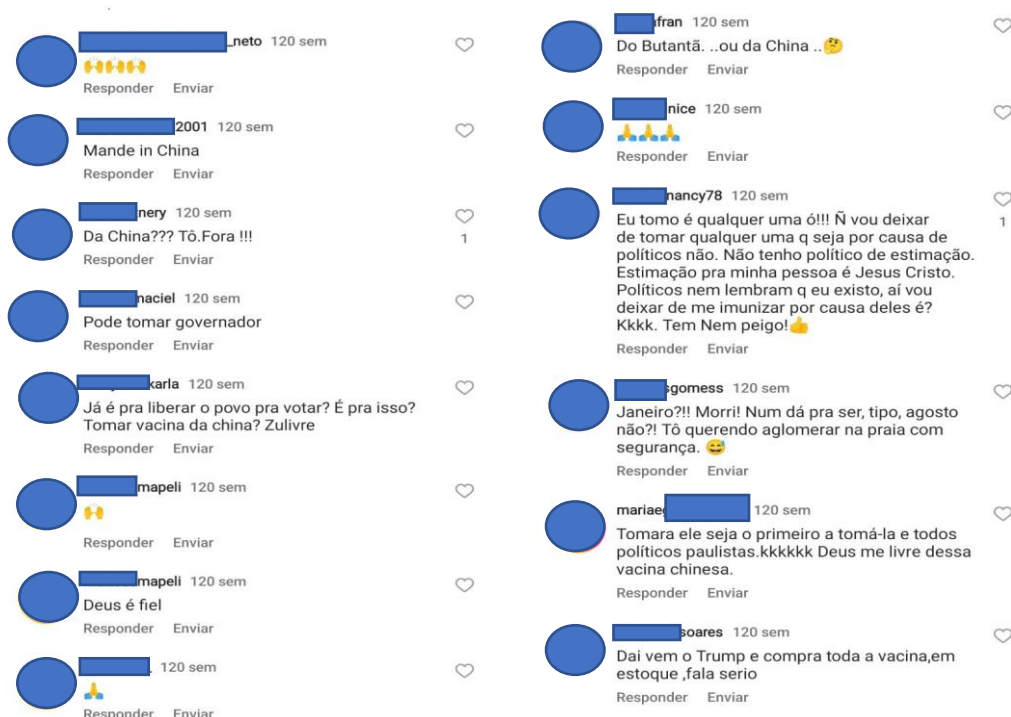 _neto 120 sem
🙌🙌🙌
Responder Enviar
2001 120 sem
Mande in China
Responder Enviar
nery 120 sem
Da China??? Tô.Fora !!!
1
Responder Enviar
maciel 120 sem
Pode tomar governador
Responder Enviar
karla 120 sem
Já é pra liberar o povo pra votar? É pra isso?
Tomar vacina da china? Zulivre
Responder Enviar
mapeli 120 sem
🙌
Responder Enviar
mapeli 120 sem
Deus é fiel
Responder Enviar
120 sem
🙏
Responder Enviar
fran 120 sem
Do Butantã. ..ou da China ..🤔
Responder Enviar
nice 120 sem
🙏🙏🙏
Responder Enviar
nancy78 120 sem
Eu tomo é qualquer uma ó!!! Ñ vou deixar
1
de tomar qualquer uma q seja por causa de
políticos não. Não tenho político de estimação.
Estimação pra minha pessoa é Jesus Cristo.
Políticos nem lembram q eu existo, aí vou
deixar de me imunizar por causa deles é?
Kkkk. Tem Nem peigo!👍
Responder Enviar
sgomess 120 sem
Janeiro?!! Morri! Num dá pra ser, tipo, agosto
não?! Tô querendo aglomerar na praia com
segurança. 😅
Responder Enviar
mariae 120 sem
Tomara ele seja o primeiro a tomá-la e todos
políticos paulistas.kkkkkk Deus me livre dessa
vacina chinesa.
Responder Enviar
soares 120 sem
Dai vem o Trump e compra toda a vacina,em
estoque ,fala serio
Responder Enviar